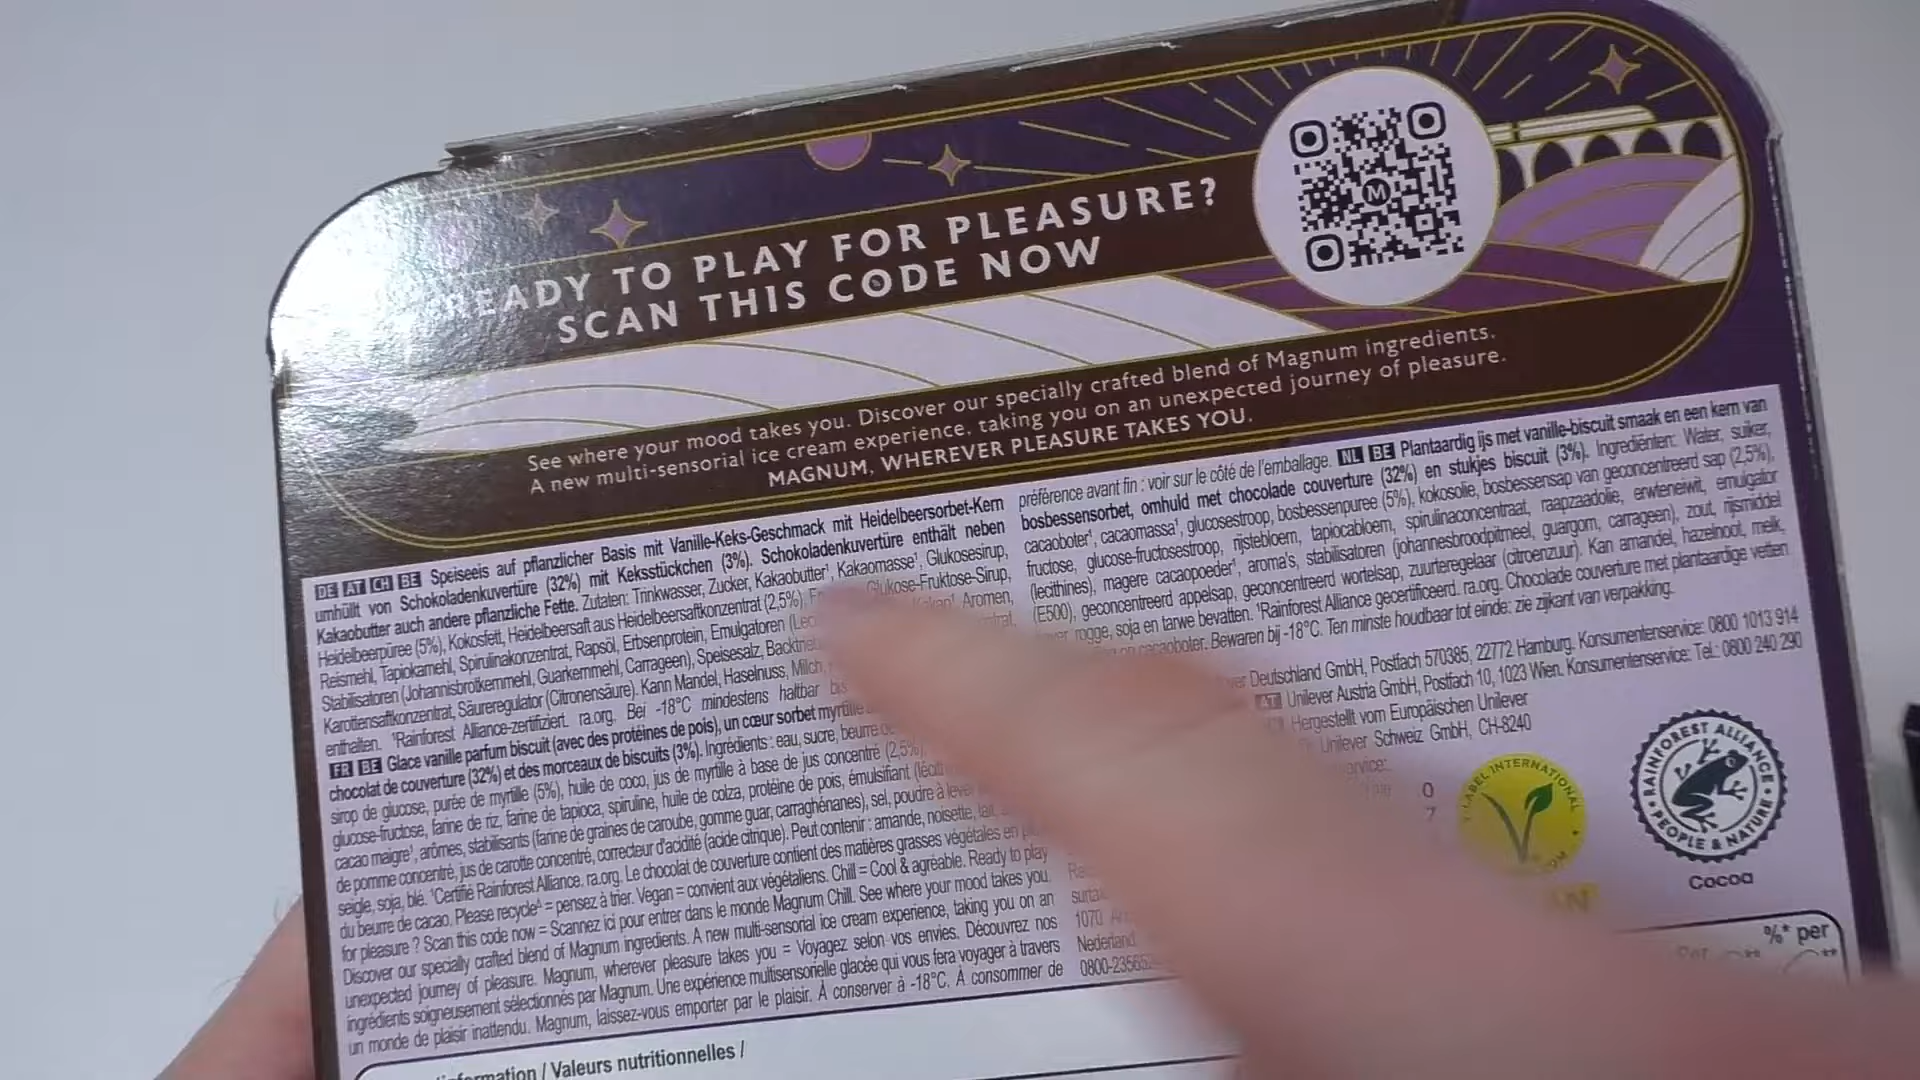 READY TO PLAY FOR PLEASURE?
SCAN THIS CODE NOW
M
See where your mood takes you. Discover our specially crafted blend of Magnum ingredients.
A new multi-sensorial ice cream experience, taking you on an unexpected journey of pleasure.
MAGNUM, WHEREVER PLEASURE TAKES YOU.
DE AT CH BE Speiseeis auf pflanzlicher Basis mit Vanille-Keks-Geschmack mit Heidelbeersorbet-Kern
umhüllt von Schokoladenkuvertüre (32%) mit Keksstückchen (3%). Schokoladenkuvertüre enthält neben
Kakaobutter auch andere pflanzliche Fette. Zutaten: Trinkwasser, Zucker, Kakaobutter¹, Kakaomasse¹, Glukosesirup,
Heidelbeerpüree (5%), Kokosfett, Heidelbeersaft aus Heidelbeersaftkonzentrat (2,5%), Glukose-Fruktose-Sirup,
Reismehl, Tapiokamehl, Spirulinakonzentrat, Rapsöl, Erbsenprotein, Emulgatoren Aromen,
Stabilisatoren (Johannisbrotkernmehl, Guarkernmehl, Carrageen), Speisesalz,
Karottensaftkonzentrat, Säureregulator (Citronensäure). Kann Mandel, Haselnuss, Milch,
enthalten. ¹Rainforest Alliance-zertifiziert. ra.org. Bei -18°C mindestens haltbar
FR BE Glace vanille parfum biscuit (avec des protéines de pois), un cœur sorbet myrtille
chocolat de couverture (32%) et des morceaux de biscuits (3%). Ingrédients : eau, sucre, beurre
sirop de glucose, purée de myrtille (5%), huile de coco, jus de myrtille à base de jus concentré (2,5%),
glucose-fructose, farine de riz, farine de tapioca, spiruline, huile de colza, protéine de pois, émulsifiant
cacao maigre¹, arômes, stabilisants (farine de graines de caroube, gomme guar, carraghénanes), sel, poudre à lever
de pomme concentré, jus de carotte concentré, correcteur d'acidité (acide citrique). Peut contenir : amande, noisette, lait,
seigle, soja, blé. ¹Certifié Rainforest Alliance. ra.org. Le chocolat de couverture contient des matières grasses végétales en
du beurre de cacao. Please recycle = pensez à trier. Vegan = convient aux végétaliens. Chill = Cool & agréable. Ready to play
for pleasure ? Scan this code now = Scannez ici pour entrer dans le monde Magnum Chill. See where your mood takes you.
Discover our specially crafted blend of Magnum ingredients. A new multi-sensorial ice cream experience, taking you on an
unexpected journey of pleasure. Magnum, wherever pleasure takes you = Voyagez selon vos envies. Découvrez nos
ingrédients soigneusement sélectionnés par Magnum. Une expérience multisensorielle glacée qui vous fera voyager à travers
un monde de plaisir inattendu. Magnum, laissez-vous emporter par le plaisir. À conserver à -18°C. À consommer de
préférence avant fin : voir sur le côté de l'emballage. NL BE Plantaardig ijs met vanille-biscuit smaak en een kern van
bosbessensorbet, omhuld met chocolade couverture (32%) en stukjes biscuit (3%). Ingrediënten: Water, suiker,
cacaoboter¹, cacaomassa¹, glucosestroop, bosbessenpuree (5%), kokosolie, bosbessensap van geconcentreerd sap (2,5%),
fructose, glucose-fructosestroop, rijstebloem, tapiocabloem, spirulinaconcentraat, raapzaadolie, erwteneiwit, emulgator
(lecithines), magere cacaopoeder¹, aroma's, stabilisatoren (johannesbroodpitmeel, guargom, carrageen), zout, rijsmiddel
(E500), geconcentreerd appelsap, geconcentreerd wortelsap, zuurteregelaar (citroenzuur). Kan amandel, hazelnoot, melk,
rogge, soja en tarwe bevatten. ¹Rainforest Alliance gecertificeerd. ra.org. Chocolade couverture met plantaardige vetten
cacaoboter. Bewaren bij -18°C. Ten minste houdbaar tot einde: zie zijkant van verpakking.
Deutschland GmbH, Postfach 570385, 22772 Hamburg. Konsumentenservice: 0800 1013 914
AT Unilever Austria GmbH, Postfach 10, 1023 Wien. Konsumentenservice: Tel.: 0800 240 290
Hergestellt vom Europäischen Unilever
Unilever Schweiz GmbH, CH-8240
1070
Nederland
LABEL INTERNATIONAL
RAINFOREST ALLIANCE
PEOPLE & NATURE
Cocoa
%* per
Per
/ Valeurs nutritionnelles /